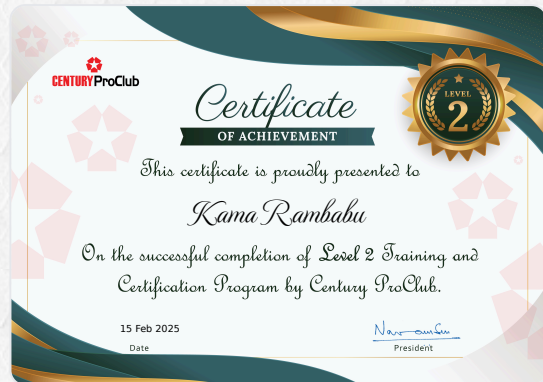 CENTURY ProClub
Certificate
OF ACHIEVEMENT
LEVEL
2
This certificate is proudly presented to
Kama Rambabu
On the successful completion of Level 2 Training and
Certification Program by Century ProClub.
15 Feb 2025
Date
President